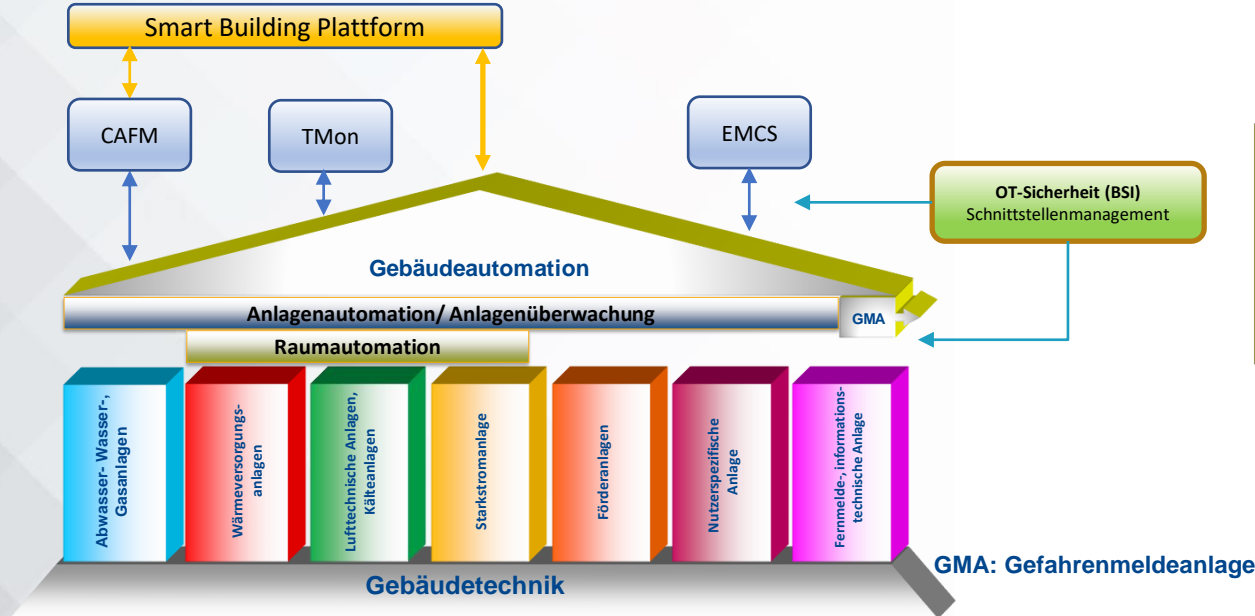 Smart Building Plattform
CAFM
TMon
EMCS
OT-Sicherheit (BSI)
Schnittstellenmanagement
Gebäudeautomation
Anlagenautomation/ Anlagenüberwachung
GMA
Raumautomation
Abwasser- Wasser-,
Gasanlagen
Wärmeversorgungs-
anlagen
Lufttechnische Anlagen,
Kälteanlagen
Starkstromanlage
Förderanlagen
Nutzerspezifische
Anlage
Fernmelde-, informations-
technische Anlage
GMA: Gefahrenmeldeanlage
Gebäudetechnik